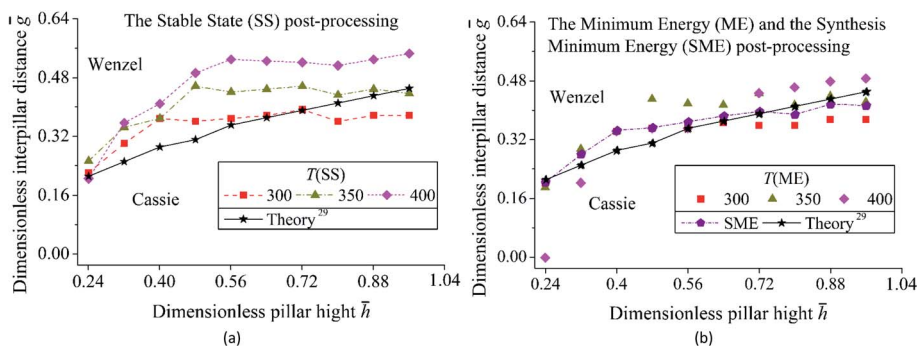 The Stable State (SS) post-processing
Dimensionless interpillar distance g̅
0.64
0.48
0.32
0.16
0.00
Wenzel
Cassie
T(SS)
300 350 400
Theory²⁹
0.24 0.40 0.56 0.72 0.88 1.04
Dimensionless pillar hight h̅
(a)
The Minimum Energy (ME) and the Synthesis
Minimum Energy (SME) post-processing
Dimensionless interpillar distance g̅
0.64
0.48
0.32
0.16
0.00
Wenzel
Cassie
T(ME)
300 350 400
SME Theory²⁹
0.24 0.4 0.56 0.72 0.88 1.04
Dimensionless pillar hight h̅
(b)